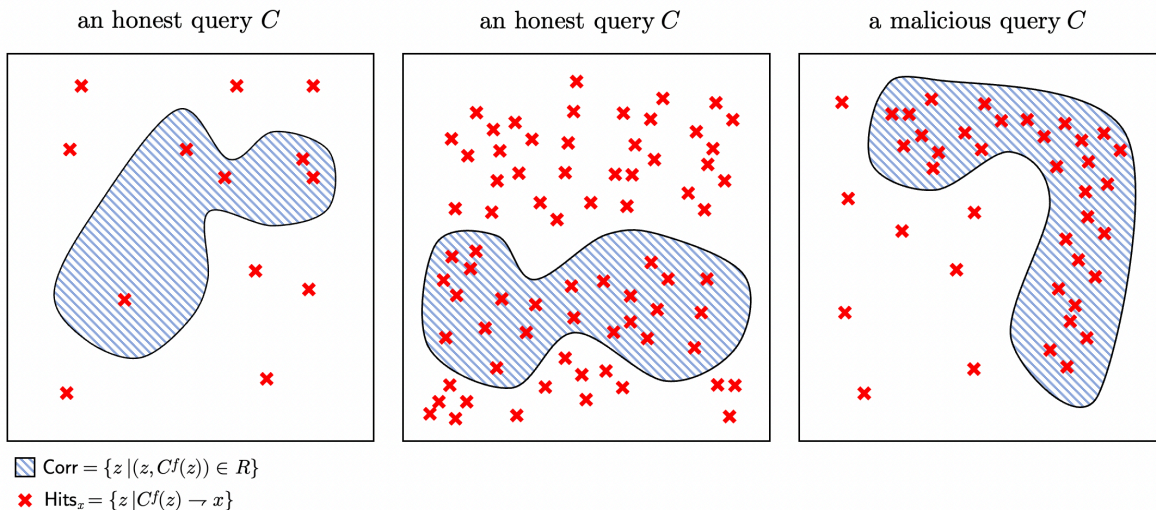 an honest query C
an honest query C
a malicious query C
Corr = {z |(z, C^f(z)) ∈ R}
Hits_x = {z |C^f(z) → x}